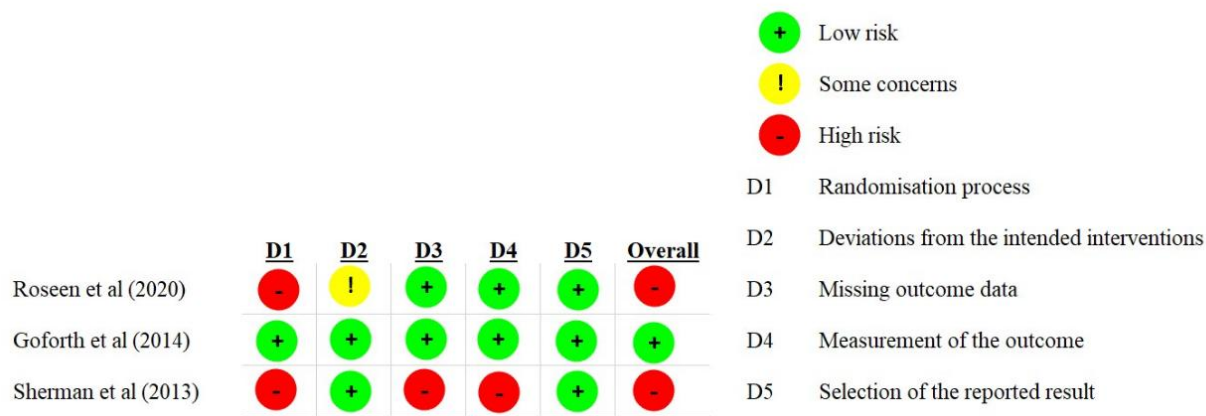 + Low risk
! Some concerns
- High risk
D1 Randomisation process
D2 Deviations from the intended interventions
D3 Missing outcome data
D4 Measurement of the outcome
D5 Selection of the reported result
D1 D2 D3 D4 D5 Overall
Roseen et al (2020) - ! + + + -
Goforth et al (2014) + + + + + +
Sherman et al (2013) - + - - + -